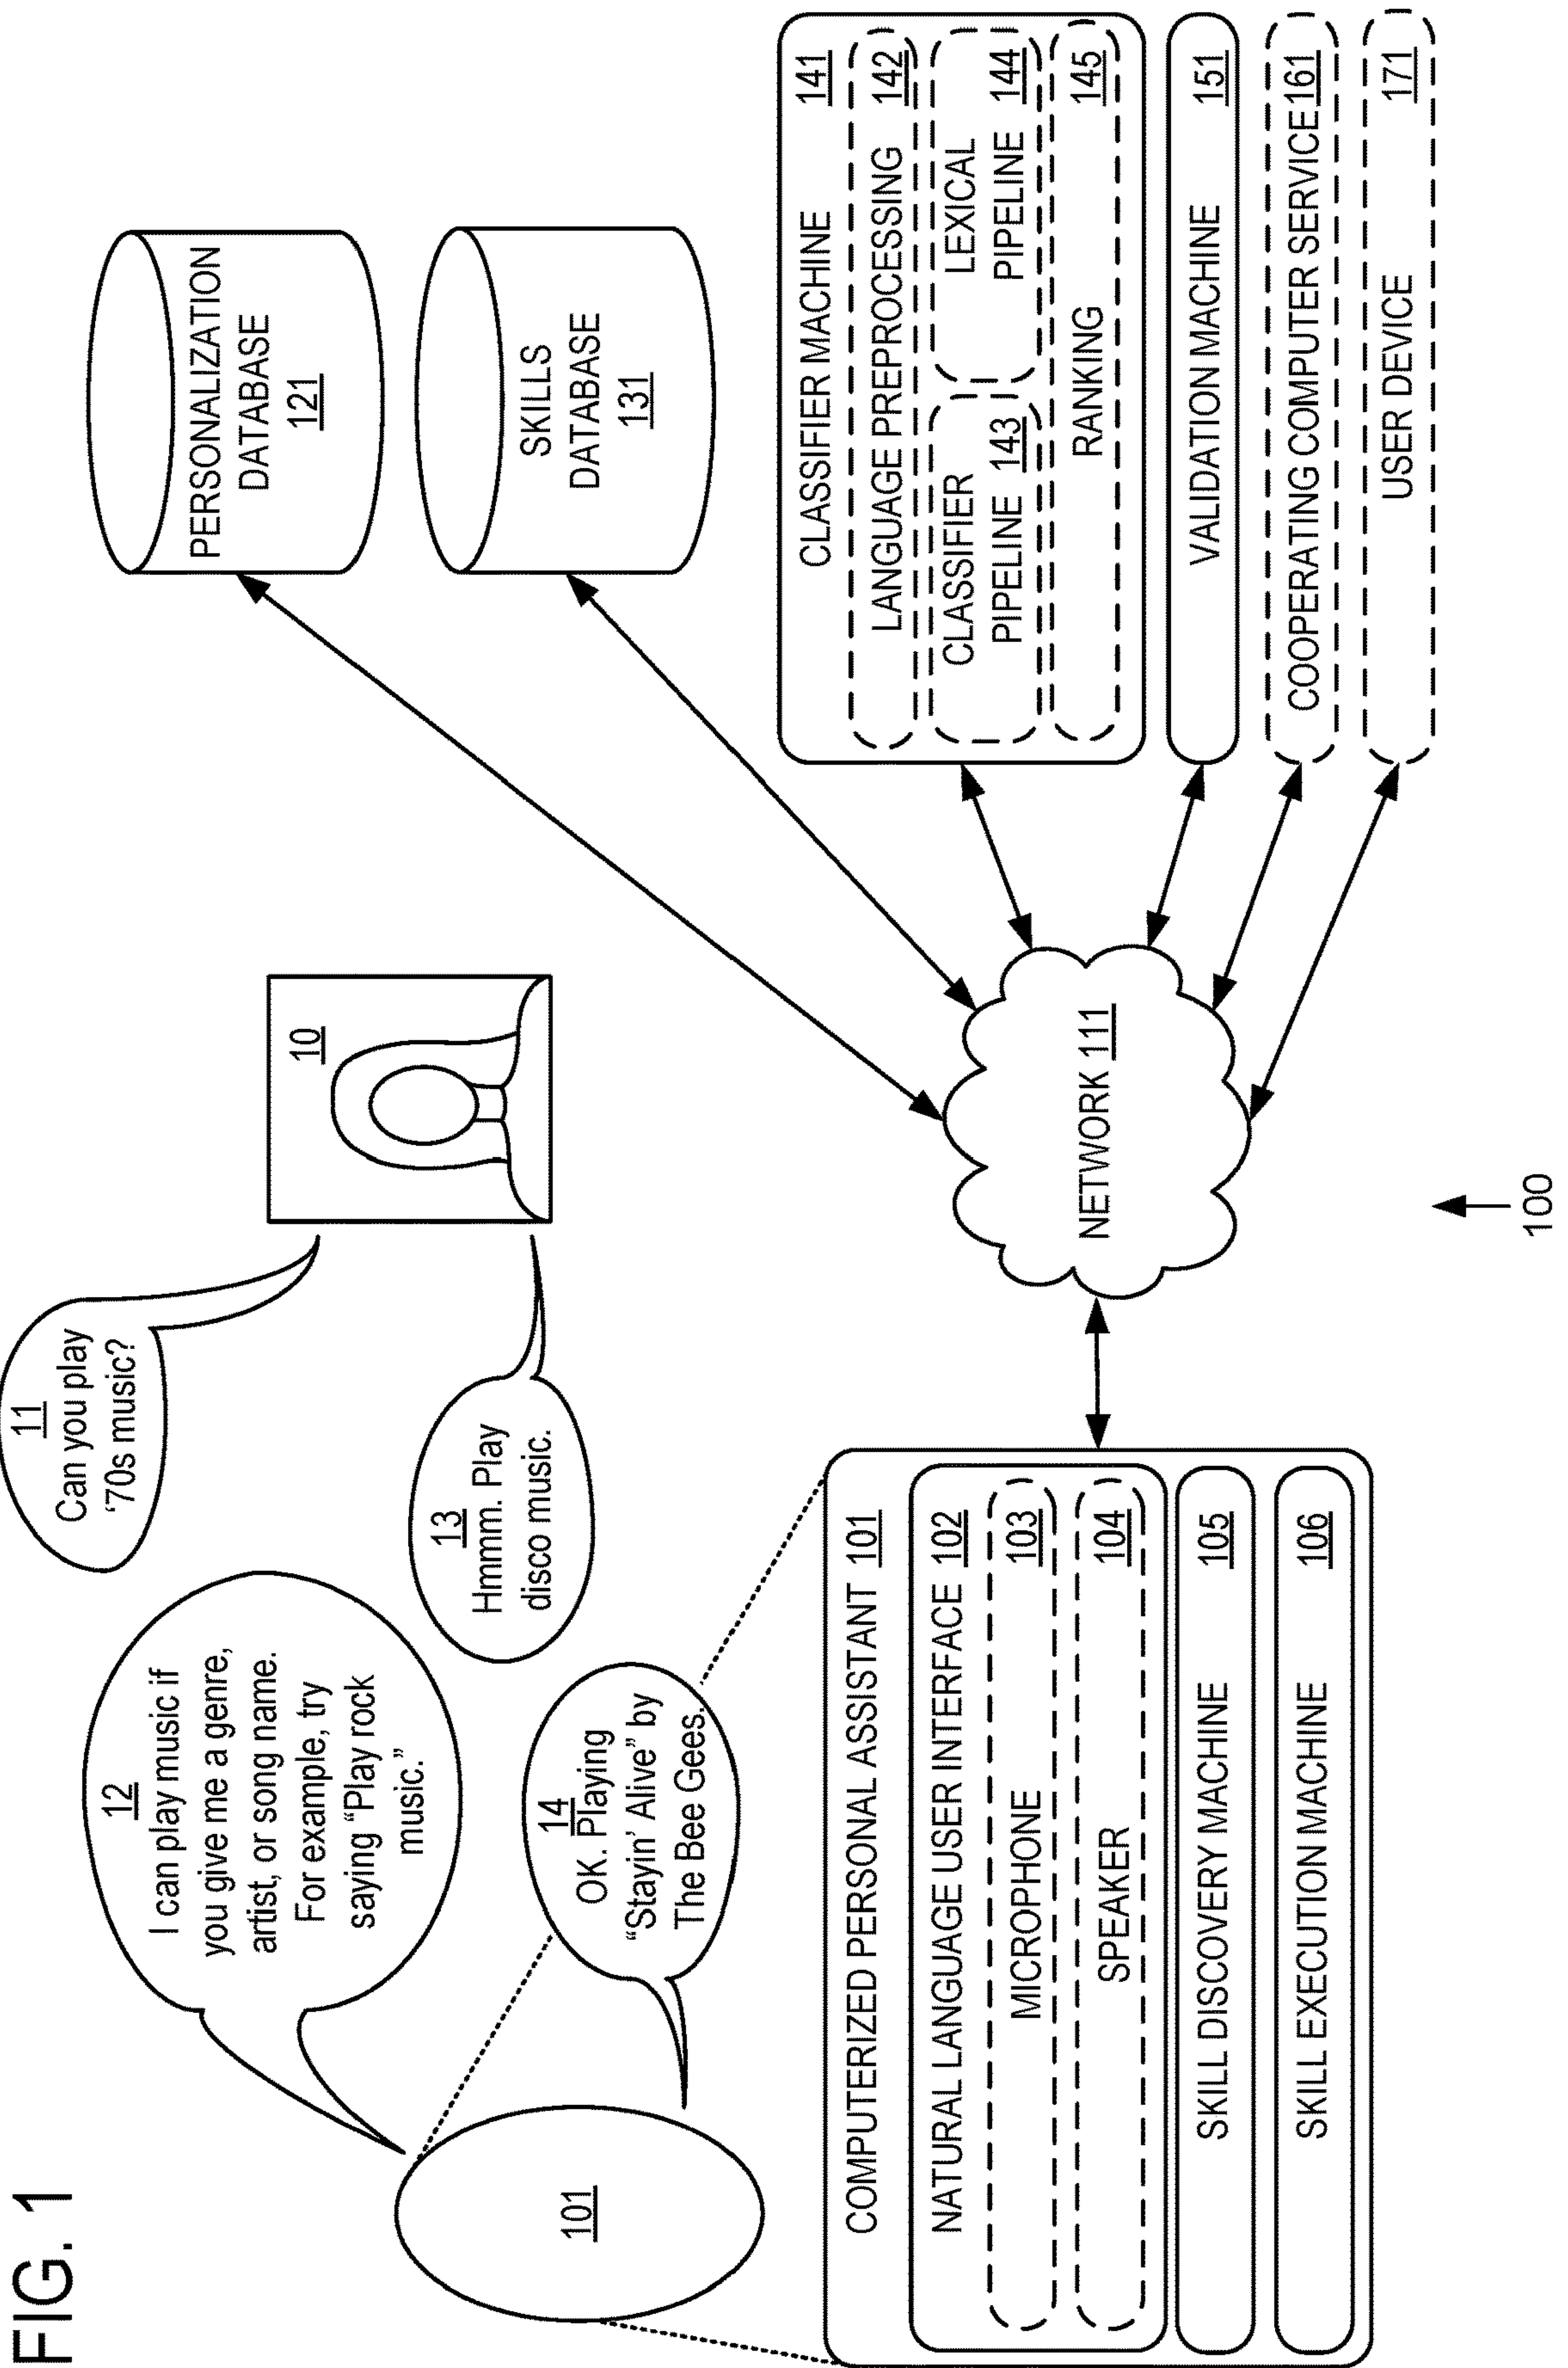 FIG. 1
12
I can play music if
you give me a genre,
artist, or song name.
For example, try
saying “Play rock
music.”
11
Can you play
‘70s music?
10
13
Hmmm. Play
disco music.
14
OK. Playing
“Stayin’ Alive” by
The Bee Gees.
101
PERSONALIZATION
DATABASE
121
SKILLS
DATABASE
131
COMPUTERIZED PERSONAL ASSISTANT 101
NATURAL LANGUAGE USER INTERFACE 102
MICROPHONE 103
SPEAKER 104
SKILL DISCOVERY MACHINE 105
SKILL EXECUTION MACHINE 106
NETWORK 111
CLASSIFIER MACHINE 141
LANGUAGE PREPROCESSING 142
CLASSIFIER
PIPELINE 143
LEXICAL
PIPELINE 144
RANKING 145
VALIDATION MACHINE 151
COOPERATING COMPUTER SERVICE 161
USER DEVICE 171
100